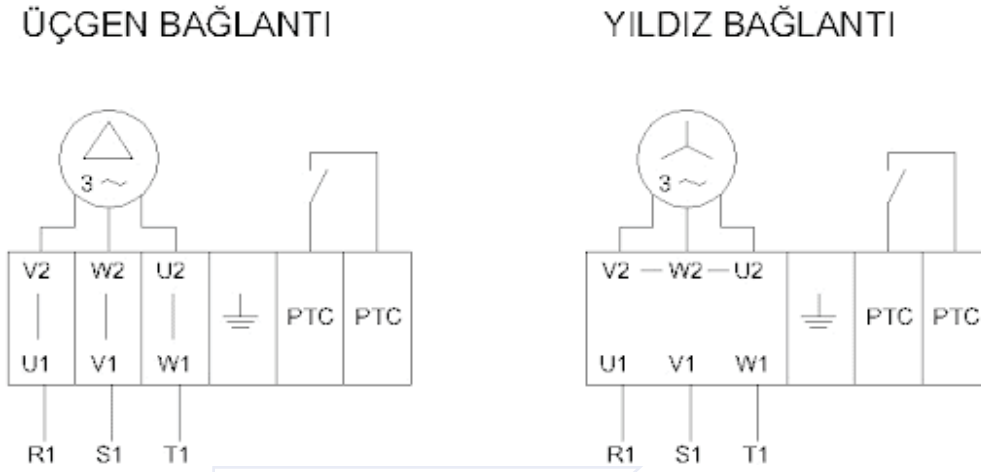 ÜÇGEN BAĞLANTI
3
V2 W2 U2
PTC PTC
U1 V1 W1
R1 S1 T1
YILDIZ BAĞLANTI
3
V2 W2 U2
PTC PTC
U1 V1 W1
R1 S1 T1